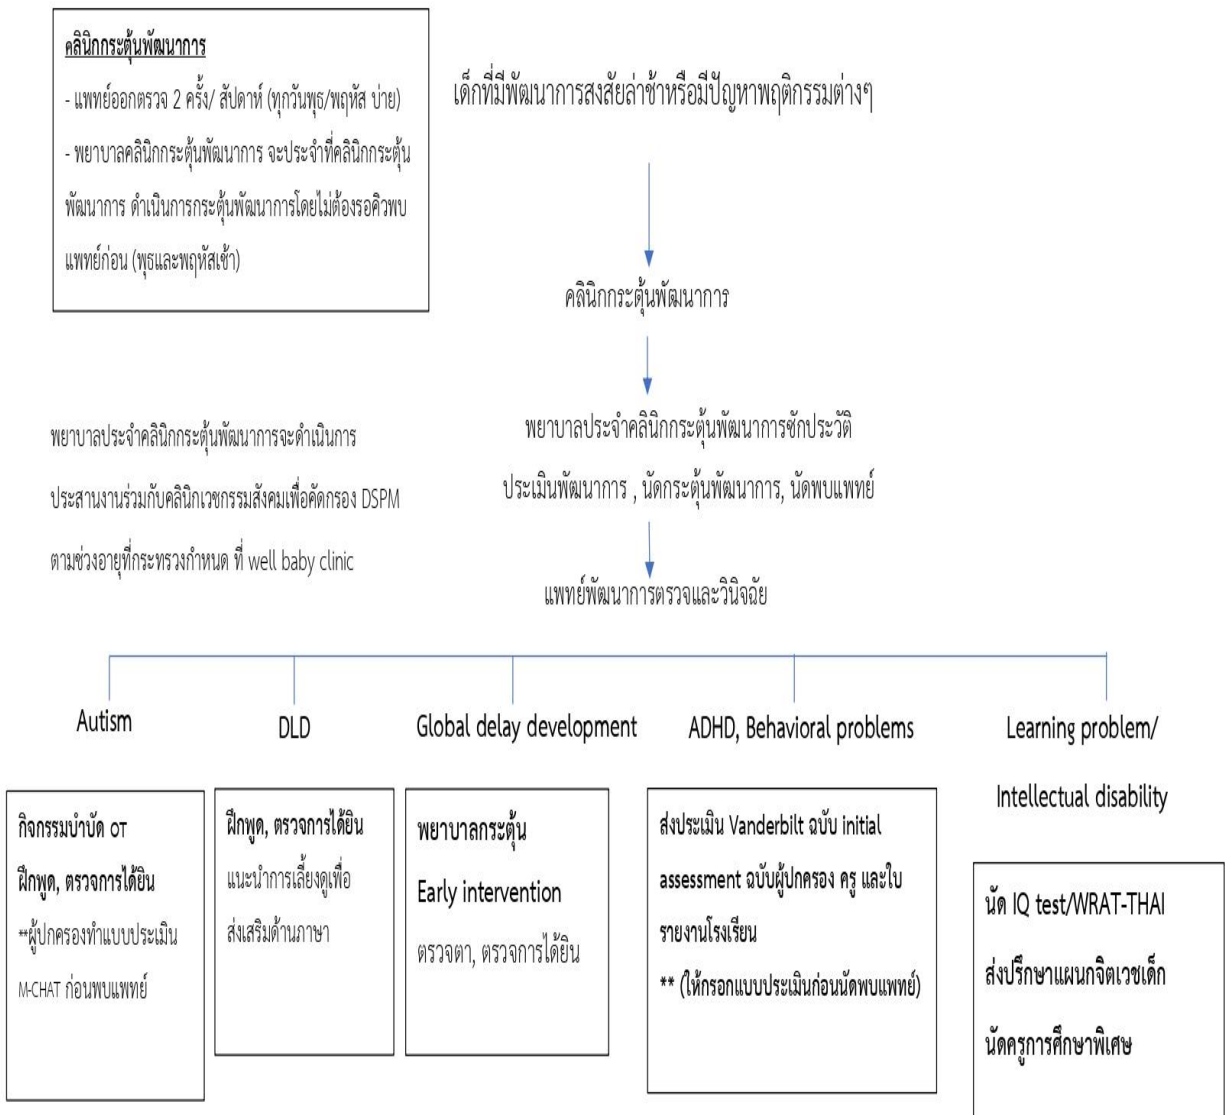 คลินิกกระตุ้นพัฒนาการ
- แพทย์ออกตรวจ 2 ครั้ง/ สัปดาห์ (ทุกวันพุธ/พฤหัส บ่าย)
- พยาบาลคลินิกกระตุ้นพัฒนาการ จะประจำที่คลินิกกระตุ้น
พัฒนาการ ดำเนินการกระตุ้นพัฒนาการโดยไม่ต้องรอคิวพบ
แพทย์ก่อน (พุธและพฤหัสเช้า)
เด็กที่มีพัฒนาการสงสัยล่าช้าหรือมีปัญหาพฤติกรรมต่างๆ
คลินิกกระตุ้นพัฒนาการ
พยาบาลประจำคลินิกกระตุ้นพัฒนาการซักประวัติ
ประเมินพัฒนาการ , นัดกระตุ้นพัฒนาการ, นัดพบแพทย์
พยาบาลประจำคลินิกกระตุ้นพัฒนาการจะดำเนินการ
ประสานงานร่วมกับคลินิกเวชกรรมสังคมเพื่อคัดกรอง DSPM
ตามช่วงอายุที่กระทรวงกำหนด ที่ well baby clinic
แพทย์พัฒนาการตรวจและวินิจฉัย
Autism
กิจกรรมบำบัด OT
ฝึกพูด, ตรวจการได้ยิน
**ผู้ปกครองทำแบบประเมิน
M-CHAT ก่อนพบแพทย์
DLD
ฝึกพูด, ตรวจการได้ยิน
แนะนำการเลี้ยงดูเพื่อ
ส่งเสริมด้านภาษา
Global delay development
พยาบาลกระตุ้น
Early intervention
ตรวจตา, ตรวจการได้ยิน
ADHD, Behavioral problems
ส่งประเมิน Vanderbilt ฉบับ initial
assessment ฉบับผู้ปกครอง ครู และใบ
รายงานโรงเรียน
** (ให้กรอกแบบประเมินก่อนนัดพบแพทย์)
Learning problem/
Intellectual disability
นัด IQ test/WRAT-THAI
ส่งปรึกษาแผนกจิตเวชเด็ก
นัดครูการศึกษาพิเศษ